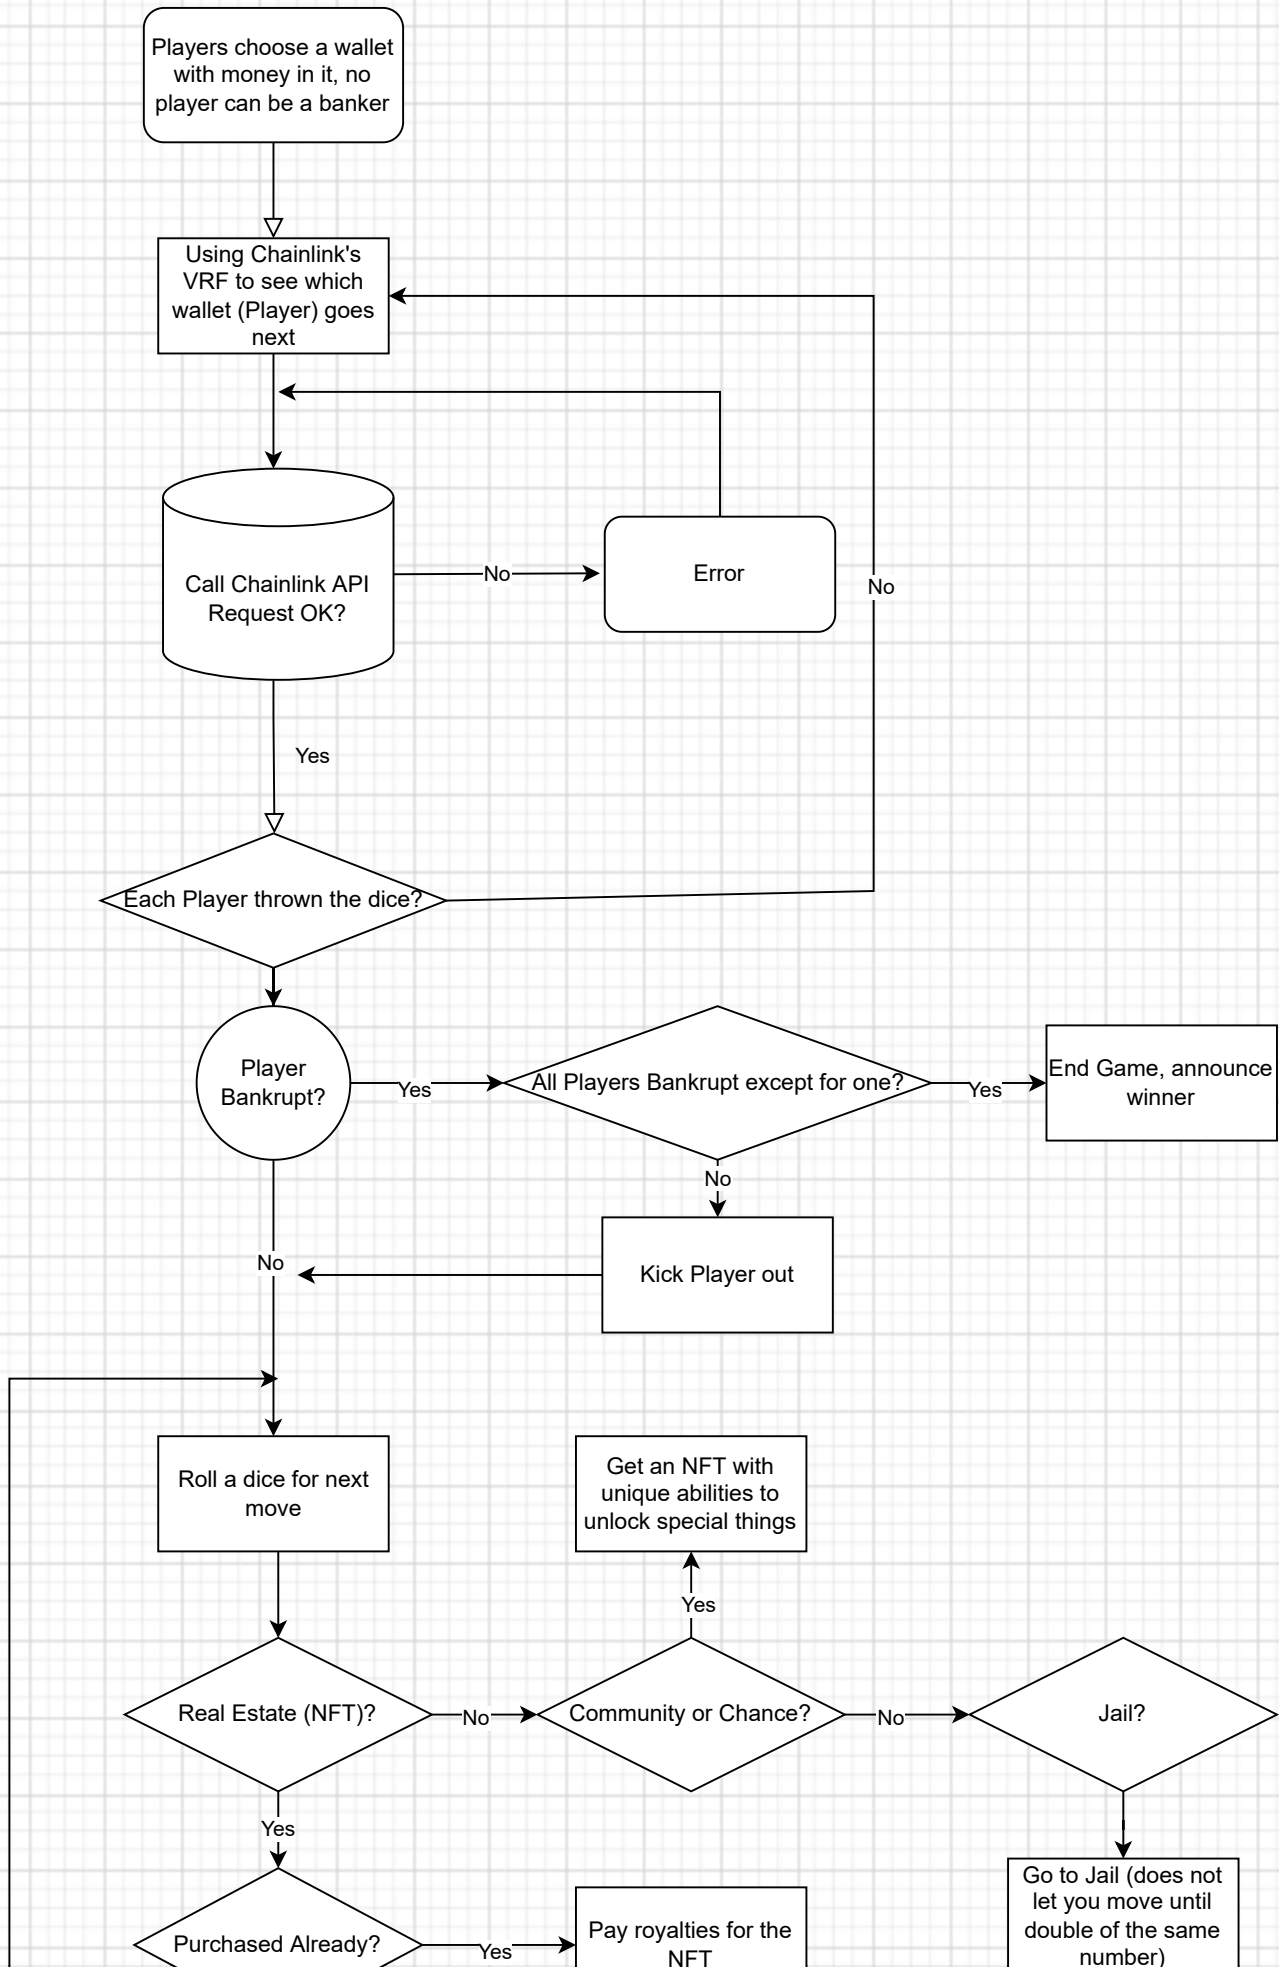 Players choose a wallet
with money in it, no
player can be a banker
Using Chainlink's
VRF to see which
wallet (Player) goes
next
Call Chainlink API
Request OK?
No
Error
No
Yes
Each Player thrown the dice?
Player
Bankrupt?
Yes
All Players Bankrupt except for one?
Yes
End Game, announce
winner
No
Kick Player out
No
Roll a dice for next
move
Get an NFT with
unique abilities to
unlock special things
Yes
Real Estate (NFT)?
No
Community or Chance?
No
Jail?
Yes
Go to Jail (does not
let you move until
double of the same
number)
Purchased Already?
Yes
Pay royalties for the
NFT